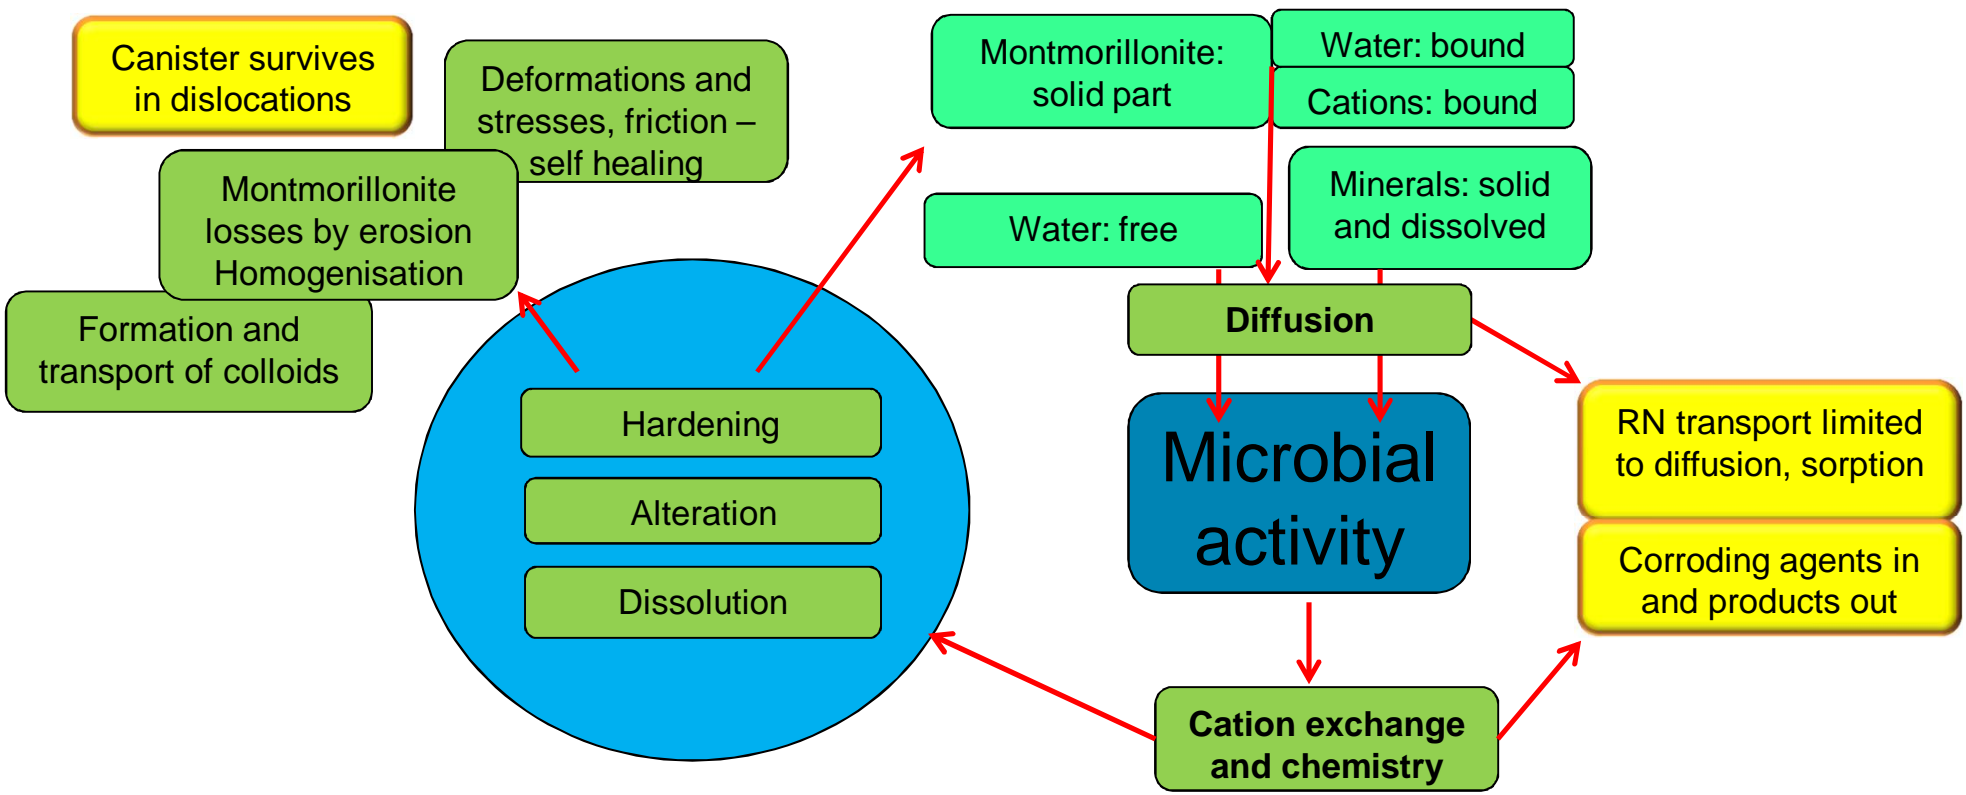 Canister survives
in dislocations
Deformations and
stresses, friction –
self healing
Montmorillonite
losses by erosion
Homogenisation
Formation and
transport of colloids
Montmorillonite:
solid part
Water: bound
Cations: bound
Minerals: solid
and dissolved
Water: free
Diffusion
Hardening
Alteration
Dissolution
Microbial
activity
RN transport limited
to diffusion, sorption
Corroding agents in
and products out
Cation exchange
and chemistry